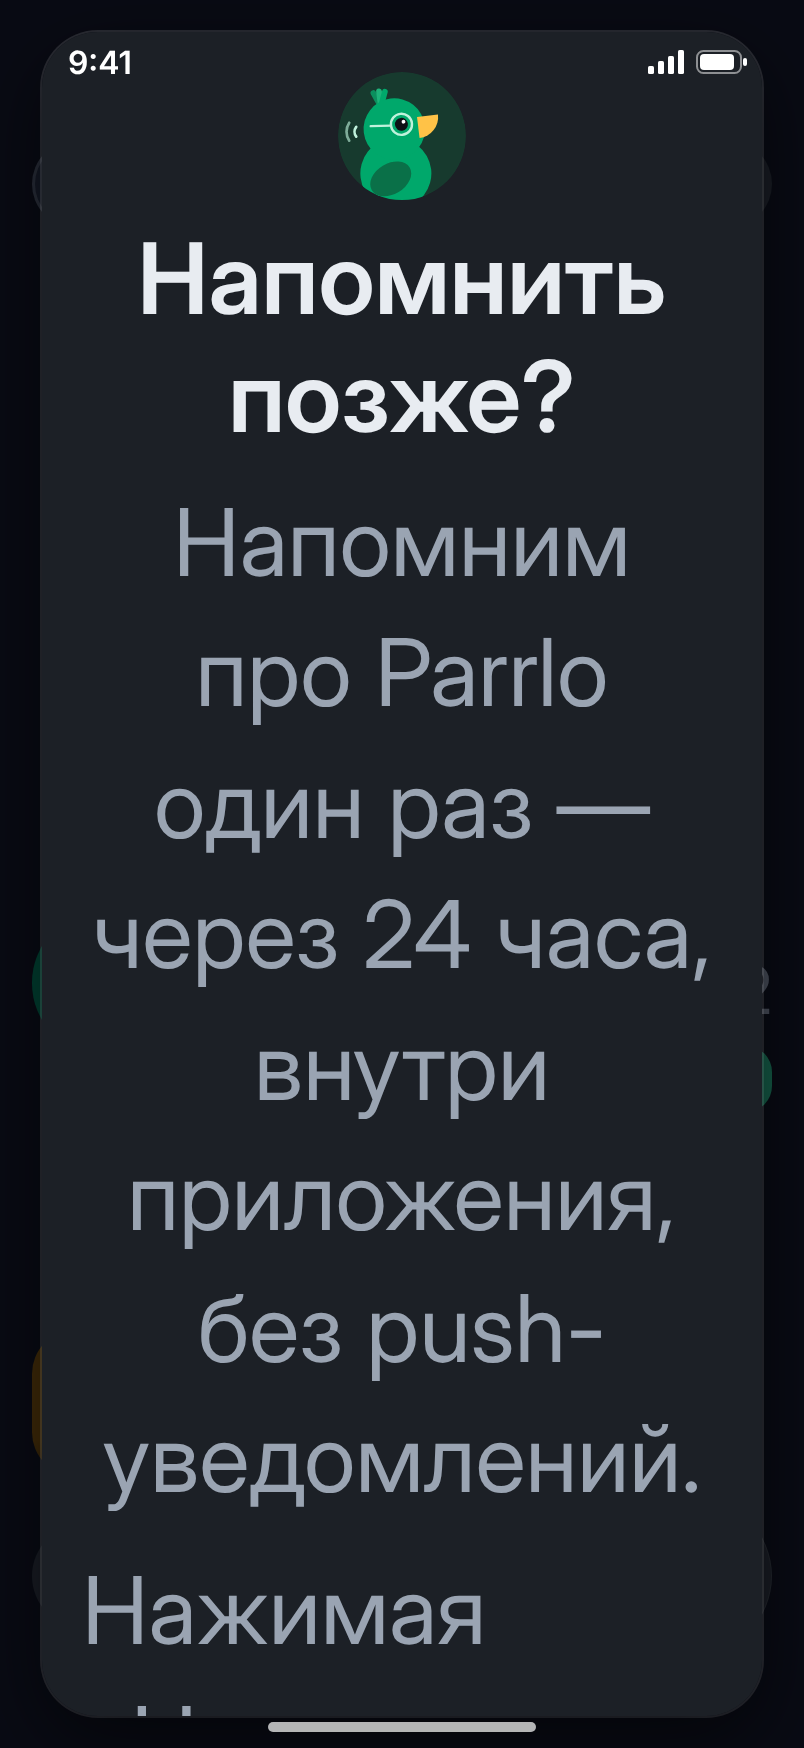 9:41
Напомнить
позже?
Напомним
про Parrlo
один раз —
через 24 часа,
внутри
приложения,
без push-
уведомлений.
Нажимая